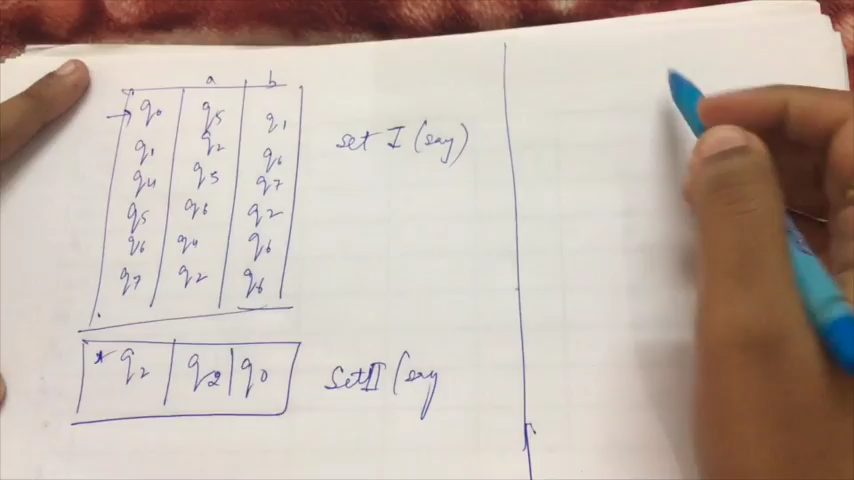 a b
→ q0 q5 q1
q1 q2 q6
q4 q5 q7
q5 q6 q2
q6 q4 q6
q7 q2 q6
set I (say)
* q2 q2 q0
Set II (say